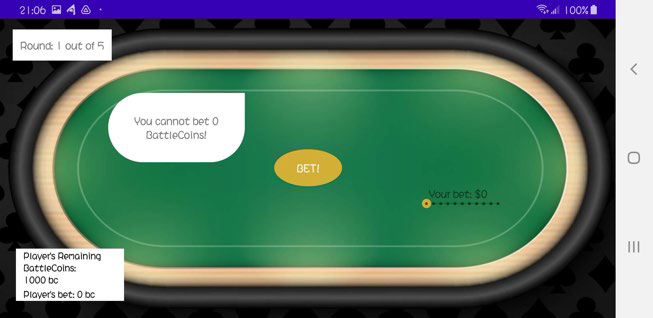 21:06
100%
Round: 1 out of 5
You cannot bet 0
BattleCoins!
BET!
Your bet: $0
Player's Remaining
BattleCoins:
1000 bc
Player's bet: 0 bc